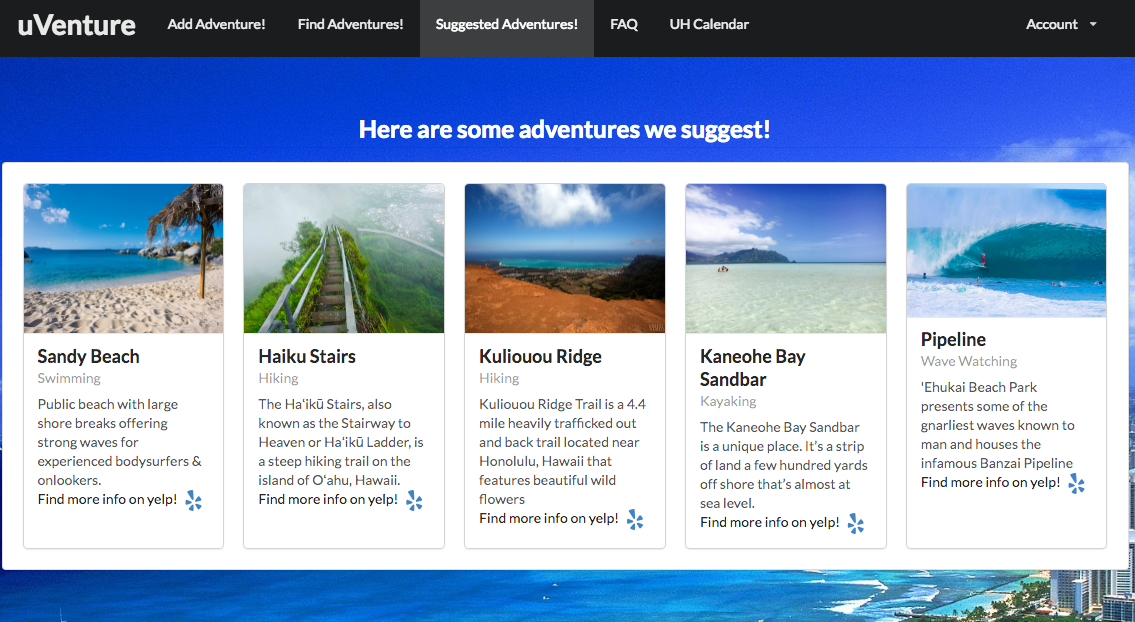 uVenture
Add Adventure!
Find Adventures!
Suggested Adventures!
FAQ
UH Calendar
Account
Here are some adventures we suggest!
Sandy Beach
Swimming
Public beach with large
shore breaks offering
strong waves for
experienced bodysurfers &
onlookers.
Find more info on yelp!
Haiku Stairs
Hiking
The Haʻikū Stairs, also
known as the Stairway to
Heaven or Haʻikū Ladder, is
a steep hiking trail on the
island of Oʻahu, Hawaii.
Find more info on yelp!
Kuliouou Ridge
Hiking
Kuliouou Ridge Trail is a 4.4
mile heavily trafficked out
and back trail located near
Honolulu, Hawaii that
features beautiful wild
flowers
Find more info on yelp!
Kaneohe Bay
Sandbar
Kayaking
The Kaneohe Bay Sandbar
is a unique place. It’s a strip
of land a few hundred yards
off shore that’s almost at
sea level.
Find more info on yelp!
Pipeline
Wave Watching
'Ehukai Beach Park
presents some of the
gnarliest waves known to
man and houses the
infamous Banzai Pipeline
Find more info on yelp!